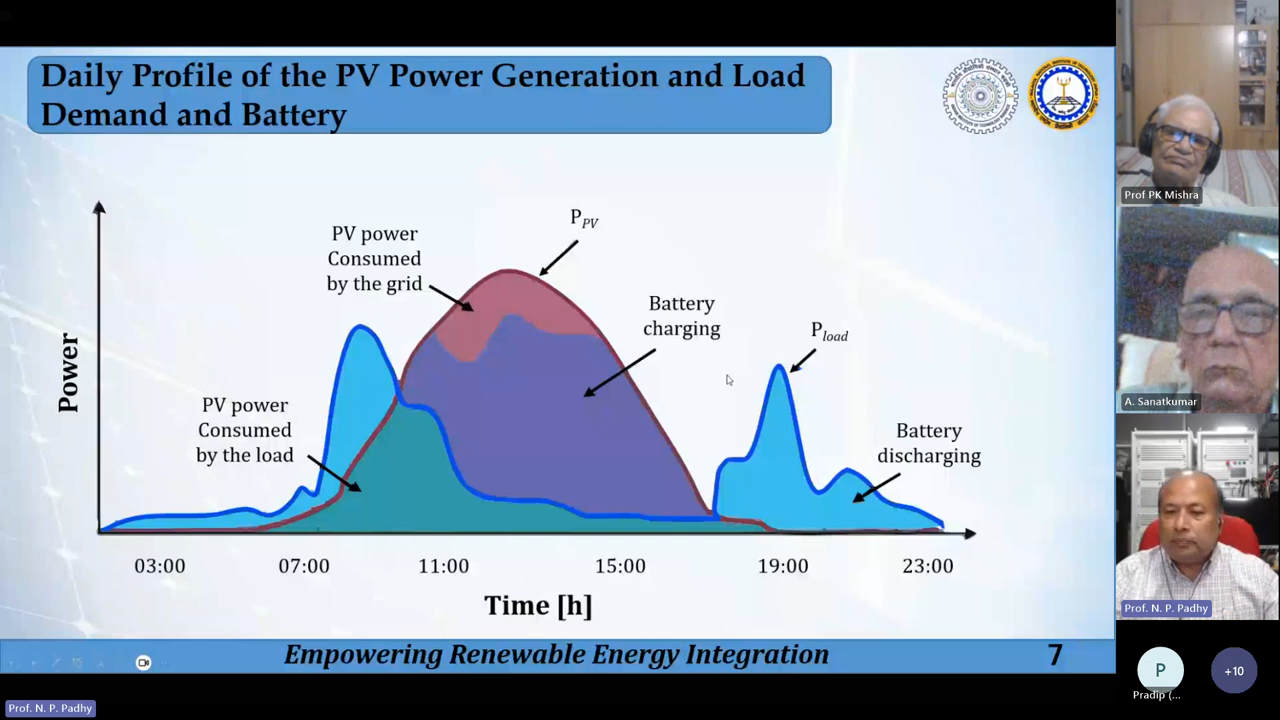 Daily Profile of the PV Power Generation and Load
Demand and Battery
PV power
Consumed
by the grid
P_PV
Battery
charging
P_load
PV power
Consumed
by the load
Battery
discharging
Power
03:00
07:00
11:00
15:00
19:00
23:00
Time [h]
Empowering Renewable Energy Integration
7
Prof. N. P. Padhy
Prof PK Mishra
A. Sanatkumar
Prof. N. P. Padhy
P
Pradip (...
+10